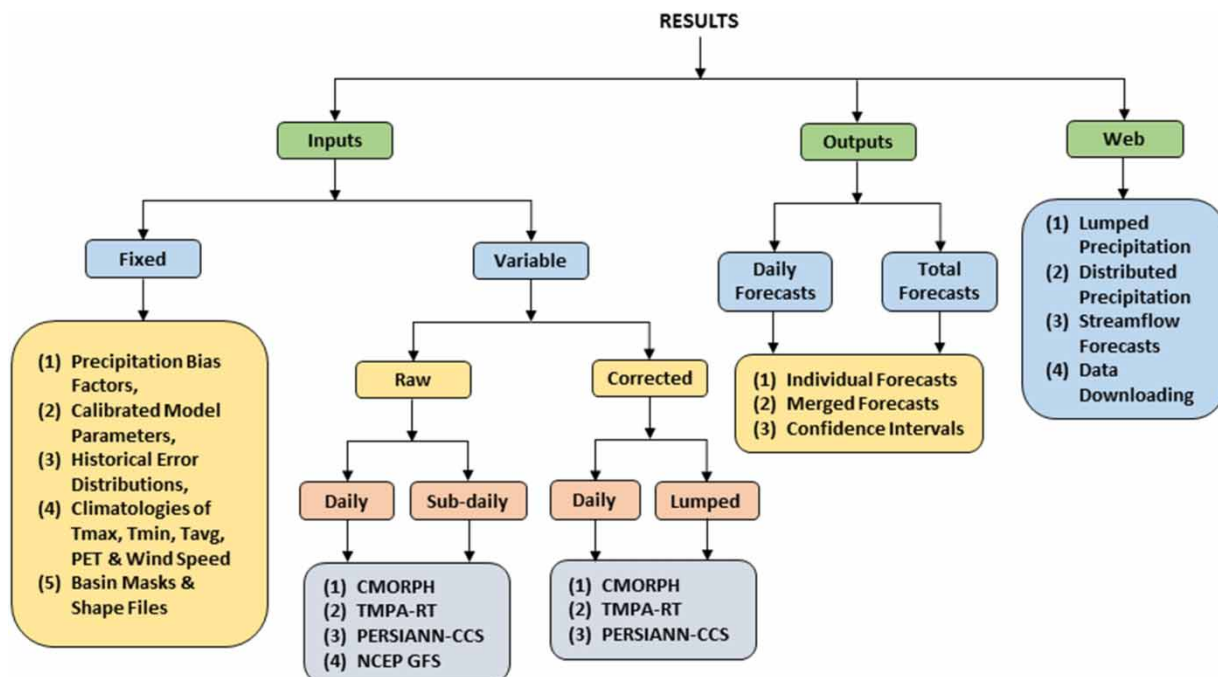 RESULTS
Inputs
Outputs
Web
Fixed
Variable
Daily
Forecasts
Total
Forecasts
(1) Lumped
Precipitation
(2) Distributed
Precipitation
(3) Streamflow
Forecasts
(4) Data
Downloading
(1) Precipitation Bias
Factors,
(2) Calibrated Model
Parameters,
(3) Historical Error
Distributions,
(4) Climatologies of
Tmax, Tmin, Tavg,
PET & Wind Speed
(5) Basin Masks &
Shape Files
Raw
Corrected
(1) Individual Forecasts
(2) Merged Forecasts
(3) Confidence Intervals
Daily
Sub-daily
Daily
Lumped
(1) CMORPH
(2) TMPA-RT
(3) PERSIANN-CCS
(4) NCEP GFS
(1) CMORPH
(2) TMPA-RT
(3) PERSIANN-CCS